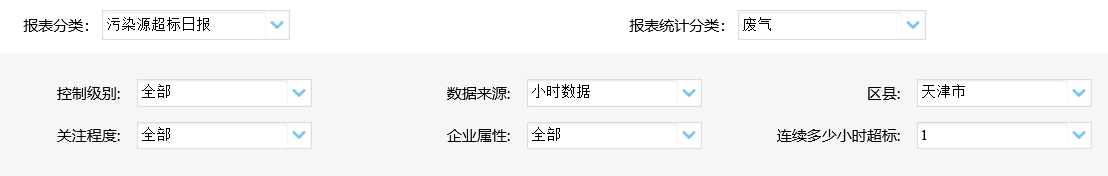 报表分类: 污染源超标日报 报表统计分类: 废气
控制级别: 全部 数据来源: 小时数据 区县: 天津市
关注程度: 全部 企业属性: 全部 连续多少小时超标: 1